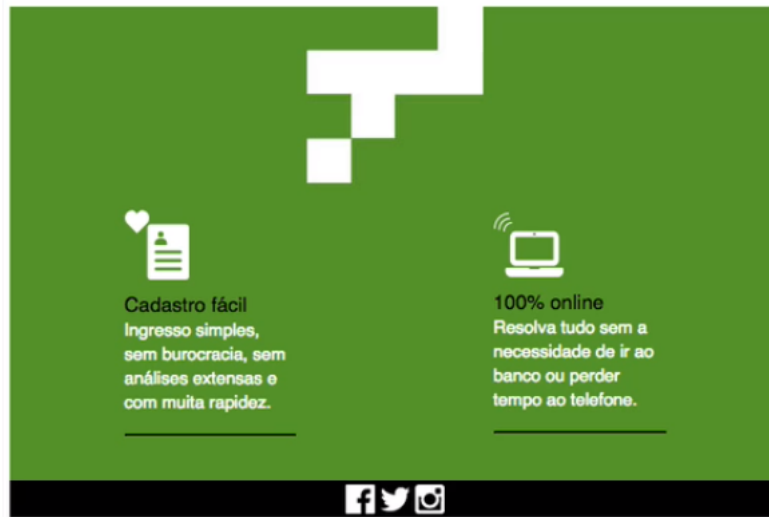 Cadastro fácil
Ingresso simples,
sem burocracia, sem
análises extensas e
com muita rapidez.
100% online
Resolva tudo sem a
necessidade de ir ao
banco ou perder
tempo ao telefone.